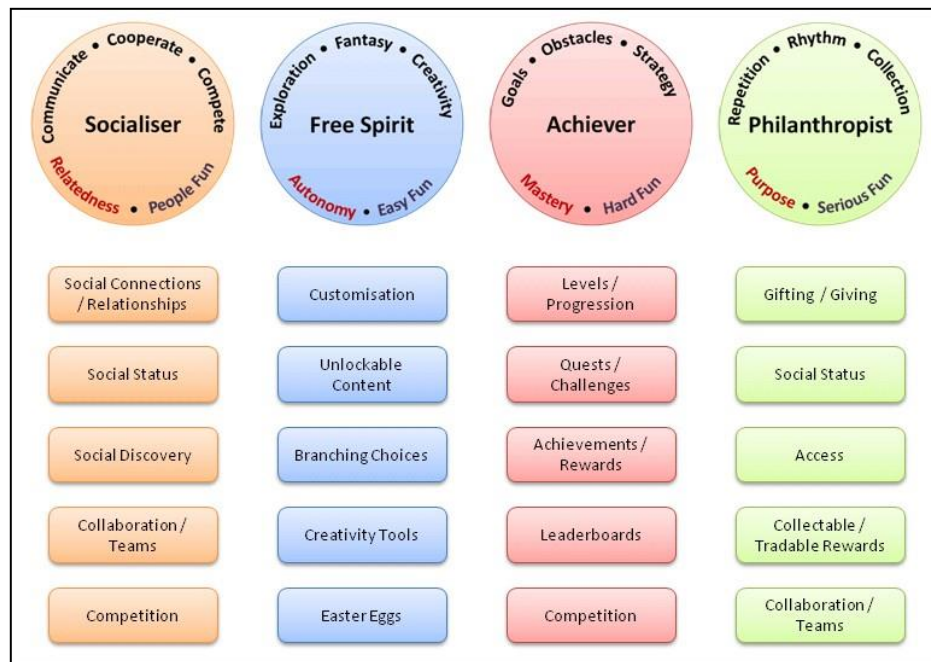 Communicate • Cooperate • Compete
Socialiser
Relatedness • People Fun
Exploration • Fantasy • Creativity
Free Spirit
Autonomy • Easy Fun
Goals • Obstacles • Strategy
Achiever
Mastery • Hard Fun
Repetition • Rhythm • Collection
Philanthropist
Purpose • Serious Fun
Social Connections
/ Relationships
Social Status
Social Discovery
Collaboration /
Teams
Competition
Customisation
Unlockable
Content
Branching Choices
Creativity Tools
Easter Eggs
Levels /
Progression
Quests /
Challenges
Achievements /
Rewards
Leaderboards
Competition
Gifting / Giving
Social Status
Access
Collectable /
Tradable Rewards
Collaboration /
Teams